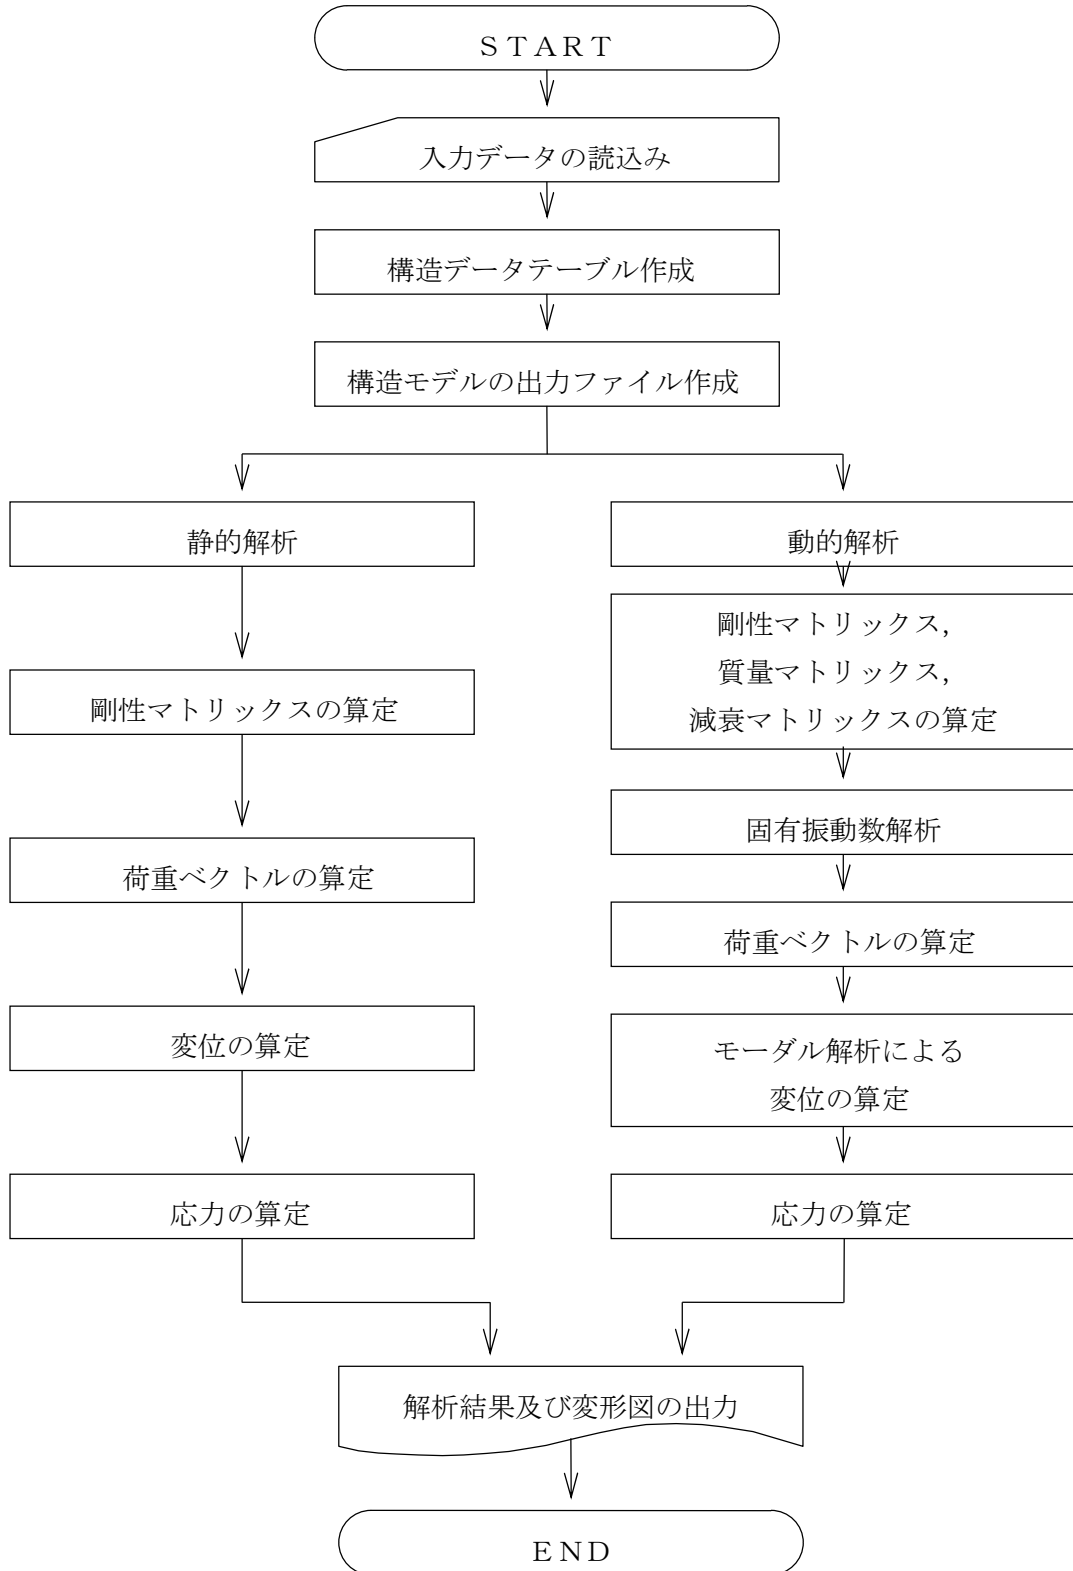 ＳＴＡＲＴ
入力データの読込み
構造データテーブル作成
構造モデルの出力ファイル作成
静的解析
剛性マトリックスの算定
荷重ベクトルの算定
変位の算定
応力の算定
動的解析
剛性マトリックス，
質量マトリックス，
減衰マトリックスの算定
固有振動数解析
荷重ベクトルの算定
モーダル解析による
変位の算定
応力の算定
解析結果及び変形図の出力
ＥＮＤ